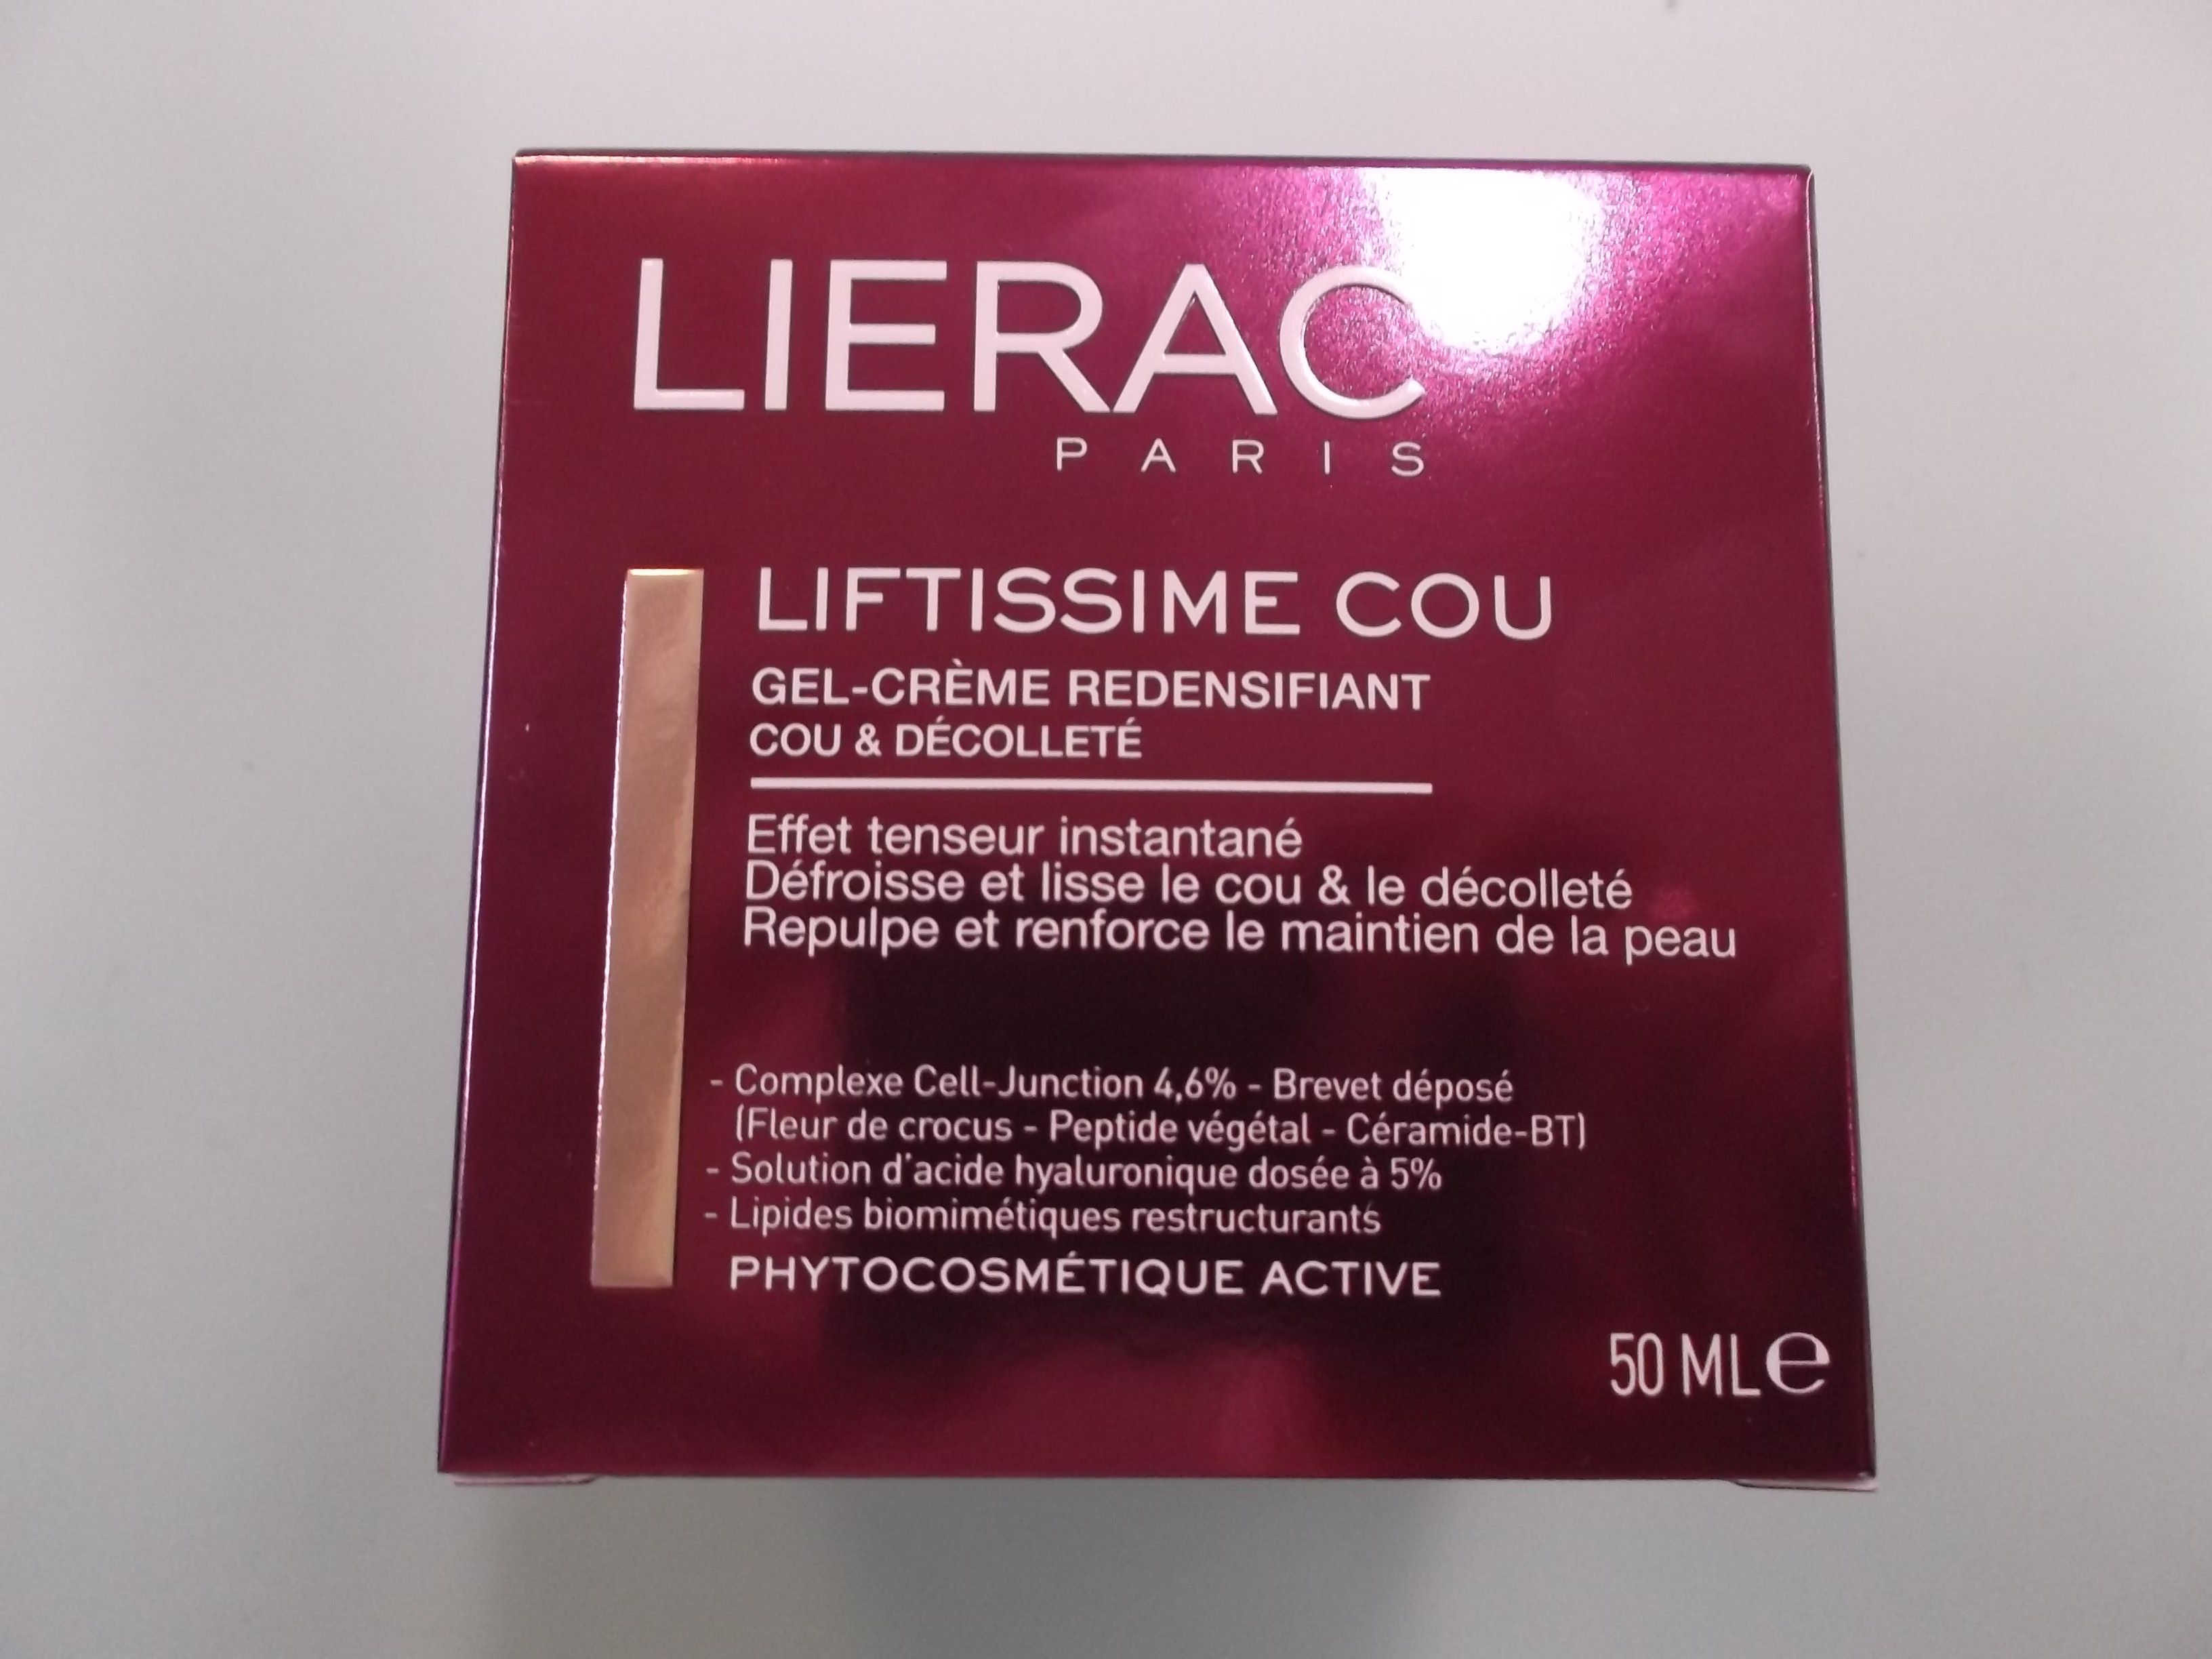 LIERAC
PARIS
LIFTISSIME COU
GEL-CRÈME REDENSIFIANT
COU & DÉCOLLETÉ
Effet tenseur instantané
Défroisse et lisse le cou & le décolleté
Repulpe et renforce le maintien de la peau
- Complexe Cell-Junction 4,6% - Brevet déposé
(Fleur de crocus - Peptide végétal - Céramide-BT)
- Solution d'acide hyaluronique dosée à 5%
- Lipides biomimétiques restructurants
PHYTOCOSMÉTIQUE ACTIVE
50 ML e